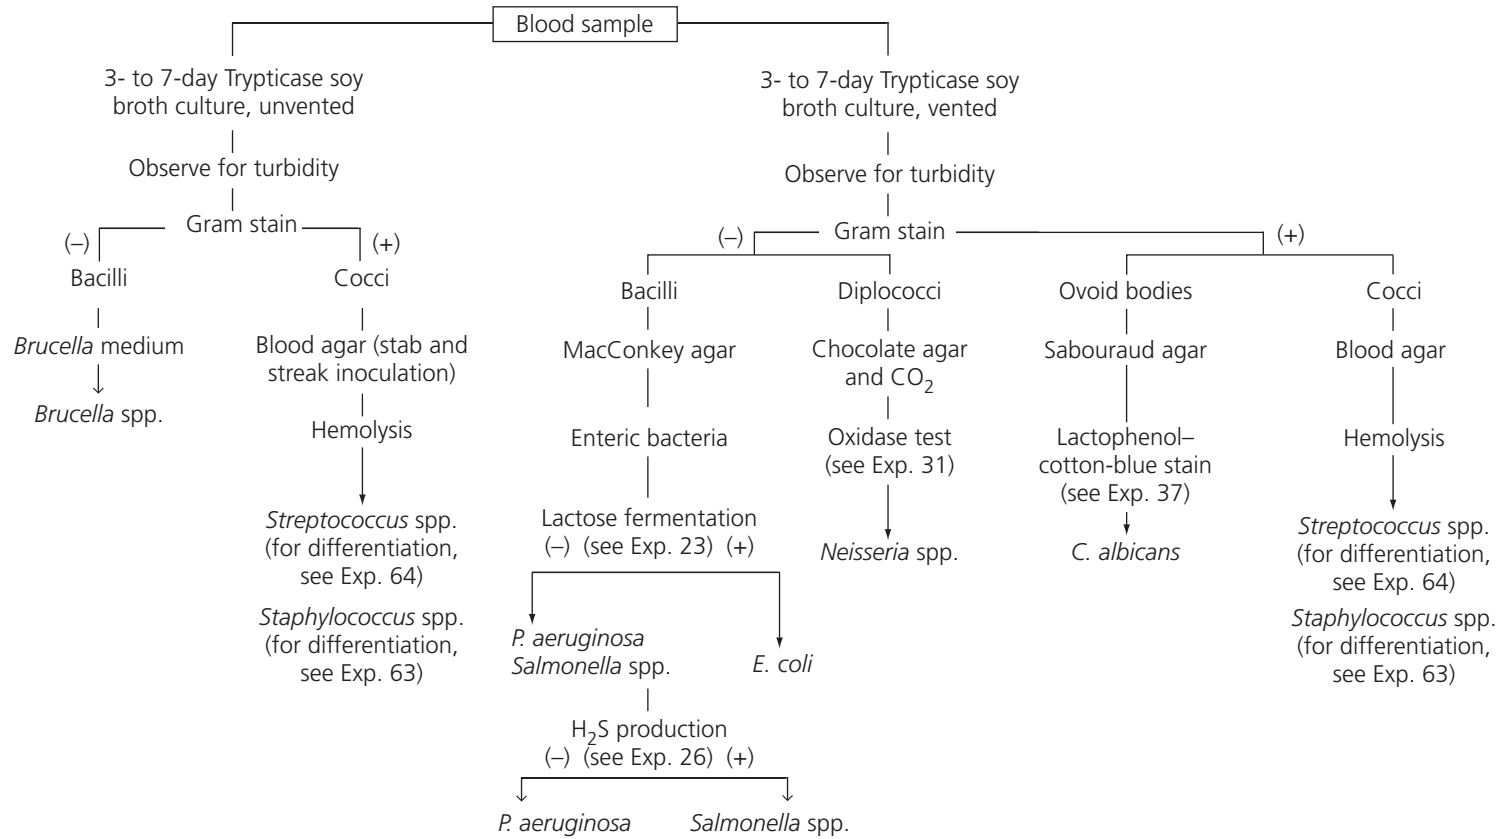 Blood sample
3- to 7-day Trypticase soy
broth culture, unvented
Observe for turbidity
Gram stain
(–)
(+)
Bacilli
Brucella medium
Brucella spp.
Cocci
Blood agar (stab and
streak inoculation)
Hemolysis
Streptococcus spp.
(for differentiation,
see Exp. 64)
Staphylococcus spp.
(for differentiation,
see Exp. 63)
3- to 7-day Trypticase soy
broth culture, vented
Observe for turbidity
Gram stain
(–)
(+)
Bacilli
MacConkey agar
Enteric bacteria
Lactose fermentation
(–) (see Exp. 23) (+)
P. aeruginosa
Salmonella spp.
E. coli
H2S production
(–) (see Exp. 26) (+)
P. aeruginosa
Salmonella spp.
Diplococci
Chocolate agar
and CO2
Oxidase test
(see Exp. 31)
Neisseria spp.
Ovoid bodies
Sabouraud agar
Lactophenol–
cotton-blue stain
(see Exp. 37)
C. albicans
Cocci
Blood agar
Hemolysis
Streptococcus spp.
(for differentiation,
see Exp. 64)
Staphylococcus spp.
(for differentiation,
see Exp. 63)